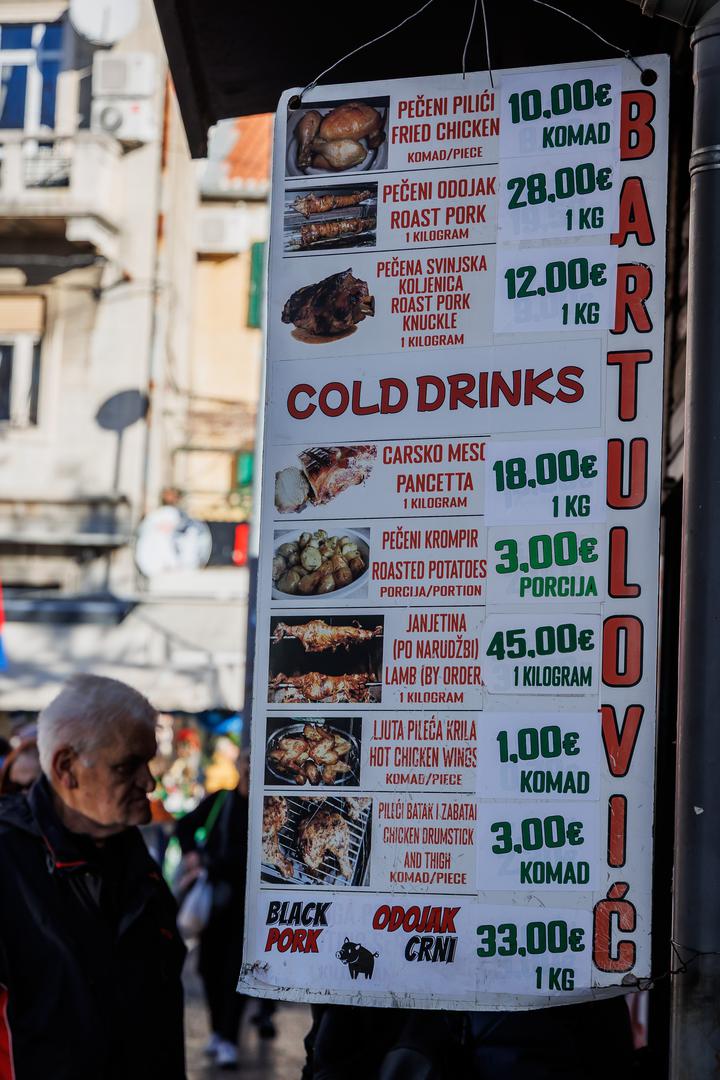 PEČENI PILIĆI
FRIED CHICKEN
KOMAD/PIECE
10,00€
KOMAD
PEČENI ODOJAK
ROAST PORK
1 KILOGRAM
28,00€
1 KG
PEČENA SVINJSKA
KOLJENICA
ROAST PORK
KNUCKLE
1 KILOGRAM
12,00€
1 KG
COLD DRINKS
CARSKO MESO
PANCETTA
1 KILOGRAM
18,00€
1 KG
PEČENI KROMPIR
ROASTED POTATOES
PORCIJA/PORTION
3,00€
PORCIJA
JANJETINA
(PO NARUDŽBI)
LAMB (BY ORDER
1 KILOGRAM
45,00€
1 KILOGRAM
LJUTA PILEĆA KRILA
HOT CHICKEN WINGS
KOMAD/PIECE
1,00€
KOMAD
PILEĆI BATAK I ZABATAK
CHICKEN DRUMSTICK
AND THIGH
KOMAD/PIECE
3,00€
KOMAD
BLACK
PORK
ODOJAK
CRNI
33,00€
1 KG
BARTULOVIĆ